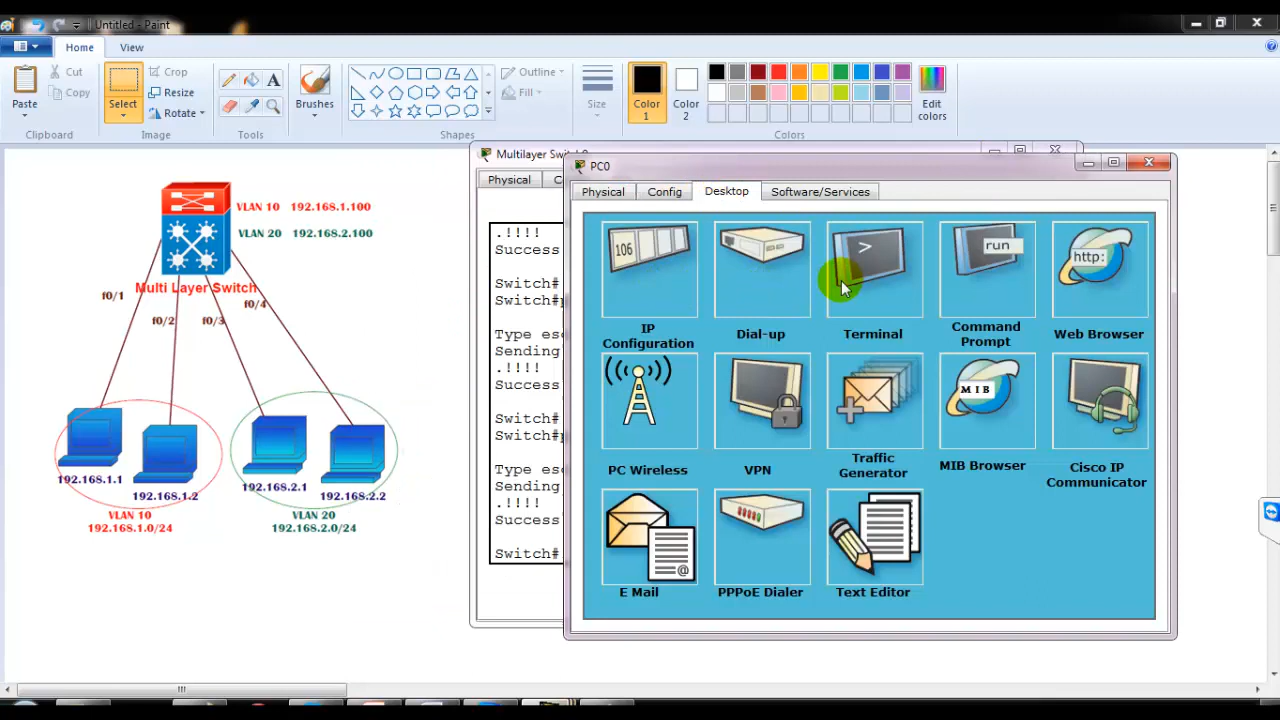 Untitled - Paint
Home
View
Paste
Cut
Copy
Clipboard
Select
Crop
Resize
Rotate
Image
A
Tools
Brushes
Outline
Fill
Shapes
Size
Color
1
Color
2
Edit
colors
Colors
VLAN 10 192.168.1.100
VLAN 20 192.168.2.100
Multi Layer Switch
f0/1
f0/2
f0/3
f0/4
192.168.1.1
192.168.1.2
192.168.2.1
192.168.2.2
VLAN 10
192.168.1.0/24
VLAN 20
192.168.2.0/24
Multilayer Sw
Physical
C
.!!!!
Success
Switch#
Switch#p
Type esc
Sending
.!!!!
Success
Switch#
Switch#p
Type esc
Sending
.!!!!
Success
Switch#
PC0
Physical
Config
Desktop
Software/Services
106
>
run
http:
IP
Configuration
Dial-up
Terminal
Command
Prompt
Web Browser
MIB
PC Wireless
VPN
Traffic
Generator
MIB Browser
Cisco IP
Communicator
@
E Mail
PPPoE Dialer
Text Editor